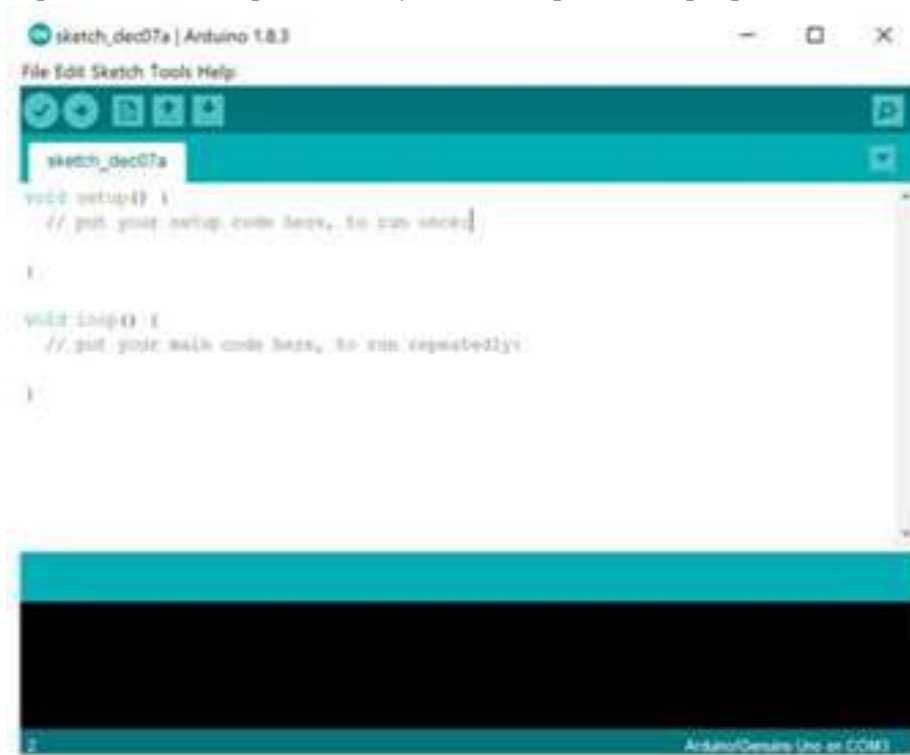 sketch_dec07a | Arduino 1.8.3
File Edit Sketch Tools Help
sketch_dec07a
void setup() {
// put your setup code here, to run once:
}
void loop() {
// put your main code here, to run repeatedly:
}
2
Arduino/Genuino Uno on COM3